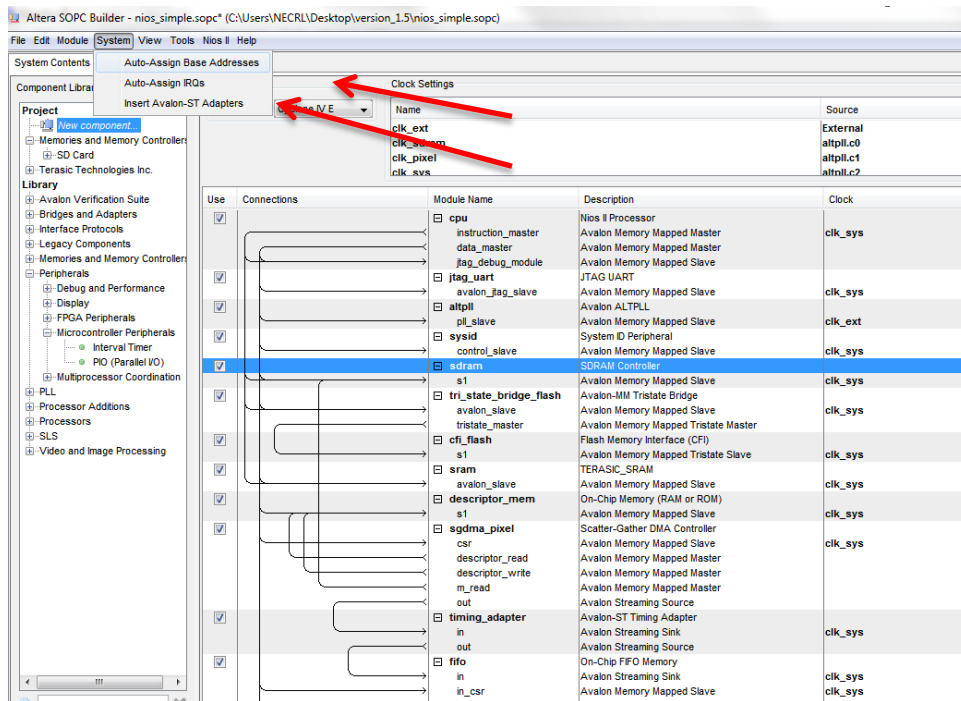 Altera SOPC Builder - nios_simple.sopc* (C:\Users\NECRL\Desktop\version_1.5\nios_simple.sopc)
File Edit Module System View Tools Nios II Help
System Contents
Auto-Assign Base Addresses
Auto-Assign IRQs
Insert Avalon-ST Adapters
Component Librar
Project
New component...
Memories and Memory Controllers
SD Card
Terasic Technologies Inc.
Library
Avalon Verification Suite
Bridges and Adapters
Interface Protocols
Legacy Components
Memories and Memory Controllers
Peripherals
Debug and Performance
Display
FPGA Peripherals
Microcontroller Peripherals
Interval Timer
PIO (Parallel I/O)
Multiprocessor Coordination
PLL
Processor Additions
Processors
SLS
Video and Image Processing
IV E
Clock Settings
Name Source
clk_ext External
clk_sdram altpll.c0
clk_pixel altpll.c1
clk_sys altpll.c2
Use Connections Module Name Description Clock
cpu Nios II Processor
instruction_master Avalon Memory Mapped Master clk_sys
data_master Avalon Memory Mapped Master
jtag_debug_module Avalon Memory Mapped Slave
jtag_uart JTAG UART
avalon_jtag_slave Avalon Memory Mapped Slave clk_sys
altpll Avalon ALTPLL
pll_slave Avalon Memory Mapped Slave clk_ext
sysid System ID Peripheral
control_slave Avalon Memory Mapped Slave clk_sys
sdram SDRAM Controller
s1 Avalon Memory Mapped Slave clk_sys
tri_state_bridge_flash Avalon-MM Tristate Bridge
avalon_slave Avalon Memory Mapped Slave clk_sys
tristate_master Avalon Memory Mapped Tristate Master
cfi_flash Flash Memory Interface (CFI)
s1 Avalon Memory Mapped Tristate Slave clk_sys
sram TERASIC_SRAM
avalon_slave Avalon Memory Mapped Slave clk_sys
descriptor_mem On-Chip Memory (RAM or ROM)
s1 Avalon Memory Mapped Slave clk_sys
sgdma_pixel Scatter-Gather DMA Controller
csr Avalon Memory Mapped Slave clk_sys
descriptor_read Avalon Memory Mapped Master
descriptor_write Avalon Memory Mapped Master
m_read Avalon Memory Mapped Master
out Avalon Streaming Source
timing_adapter Avalon-ST Timing Adapter
in Avalon Streaming Sink clk_sys
out Avalon Streaming Source
fifo On-Chip FIFO Memory
in Avalon Streaming Sink clk_sys
in_csr Avalon Memory Mapped Slave clk_sys